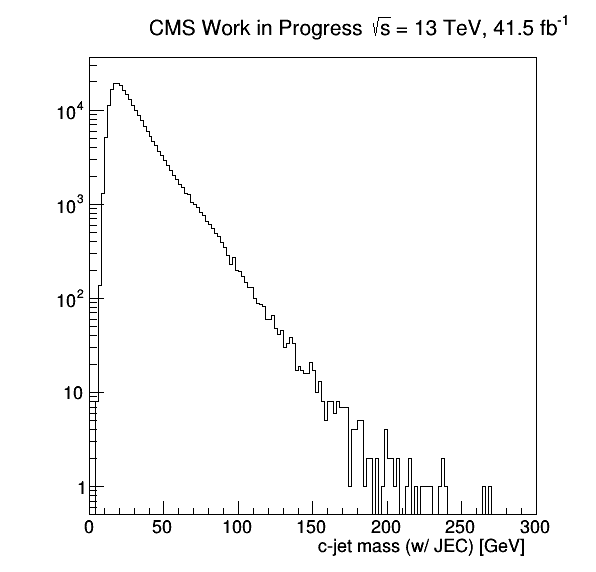 CMS Work in Progress √s = 13 TeV, 41.5 fb⁻¹
10⁴
10³
10²
10
1
0 50 100 150 200 250 300
c-jet mass (w/ JEC) [GeV]